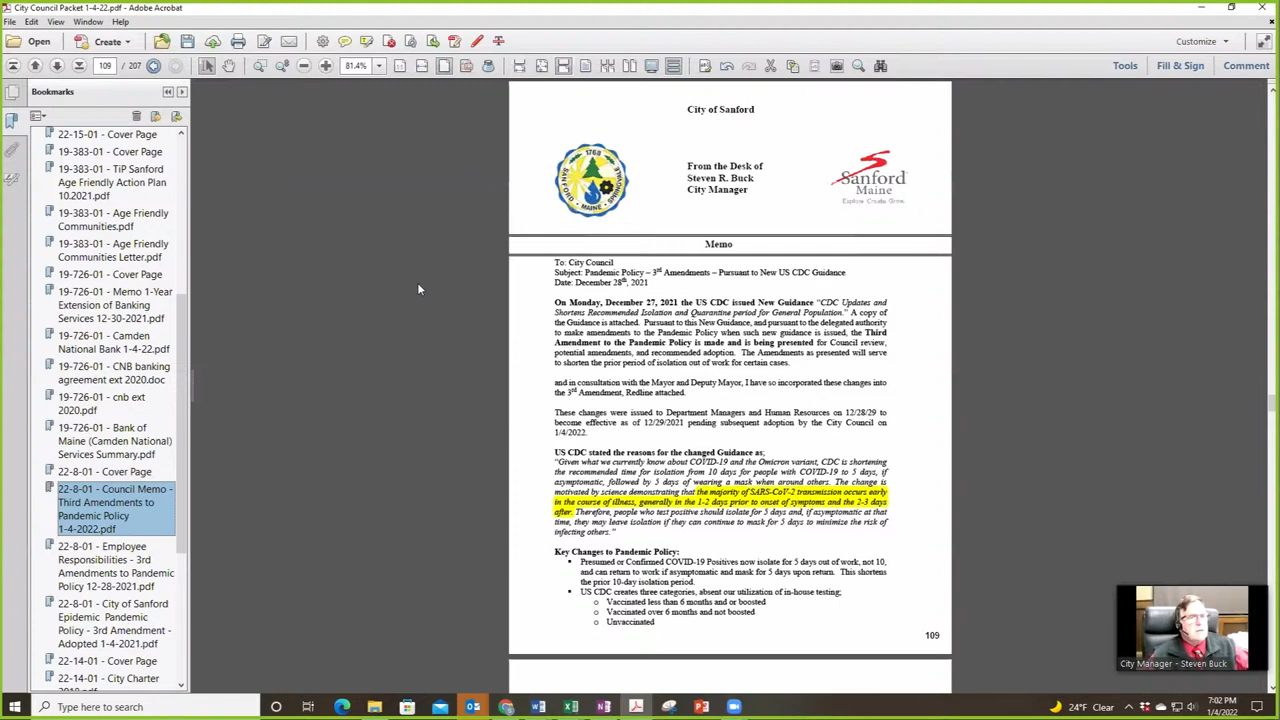 City Council Packet 1-4-22.pdf - Adobe Acrobat
File Edit View Window Help
Open Create Customize
109 / 207 81.4% Tools Fill & Sign Comment
Bookmarks
22-15-01 - Cover Page
19-383-01 - Cover Page
19-383-01 - TiP Sanford
Age Friendly Action Plan
10.2021.pdf
19-383-01 - Age Friendly
Communities.pdf
19-383-01 - Age Friendly
Communities Letter.pdf
19-726-01 - Cover Page
19-726-01 - Memo 1-Year
Extension of Banking
Services 12-30-2021.pdf
19-726-01 - Camden
National Bank 1-4-22.pdf
19-726-01 - CNB banking
agreement ext 2020.doc
19-726-01 - cnb ext
2020.pdf
19-726-01 - Bank of
Maine (Camden National)
Services Summary.pdf
22-8-01 - Cover Page
22-8-01 - Council Memo -
Third Amendments to
Pandemic Policy
1-4-2022.pdf
22-8-01 - Employee
Responsibilities - 3rd
Amendments to Pandemic
Policy 12-28-2021.pdf
22-8-01 - City of Sanford
Epidemic Pandemic
Policy - 3rd Amendment -
Adopted 1-4-2021.pdf
22-14-01 - Cover Page
22-14-01 - City Charter
City of Sanford
1768
SANFORD SPRINGVALE
MAINE
From the Desk of
Steven R. Buck
City Manager
Sanford
Maine
Explore. Create. Grow.
Memo
To: City Council
Subject: Pandemic Policy – 3rd Amendments – Pursuant to New US CDC Guidance
Date: December 28th, 2021
On Monday, December 27, 2021 the US CDC issued New Guidance "CDC Updates and
Shortens Recommended Isolation and Quarantine period for General Population." A copy of
the Guidance is attached. Pursuant to this New Guidance, and pursuant to the delegated authority
to make amendments to the Pandemic Policy when such new guidance is issued, the Third
Amendment to the Pandemic Policy is made and is being presented for Council review,
potential amendments, and recommended adoption. The Amendments as presented will serve
to shorten the prior period of isolation out of work for certain cases.
and in consultation with the Mayor and Deputy Mayor, I have so incorporated these changes into
the 3rd Amendment, Redline attached.
These changes were issued to Department Managers and Human Resources on 12/28/29 to
become effective as of 12/29/2021 pending subsequent adoption by the City Council on
1/4/2022.
US CDC stated the reasons for the changed Guidance as;
"Given what we currently know about COVID-19 and the Omicron variant, CDC is shortening
the recommended time for isolation from 10 days for people with COVID-19 to 5 days, if
asymptomatic, followed by 5 days of wearing a mask when around others. The change is
motivated by science demonstrating that the majority of SARS-CoV-2 transmission occurs early
in the course of illness, generally in the 1-2 days prior to onset of symptoms and the 2-3 days
after. Therefore, people who test positive should isolate for 5 days and, if asymptomatic at that
time, they may leave isolation if they can continue to mask for 5 days to minimize the risk of
infecting others."
Key Changes to Pandemic Policy:
▪ Presumed or Confirmed COVID-19 Positives now isolate for 5 days out of work, not 10,
and can return to work if asymptomatic and mask for 5 days upon return. This shortens
the prior 10-day isolation period.
▪ US CDC creates three categories, absent our utilization of in-house testing;
o Vaccinated less than 6 months and or boosted
o Vaccinated over 6 months and not boosted
o Unvaccinated
109
City Manager - Steven Buck
Type here to search
24°F Clear
7:02 PM
1/4/2022